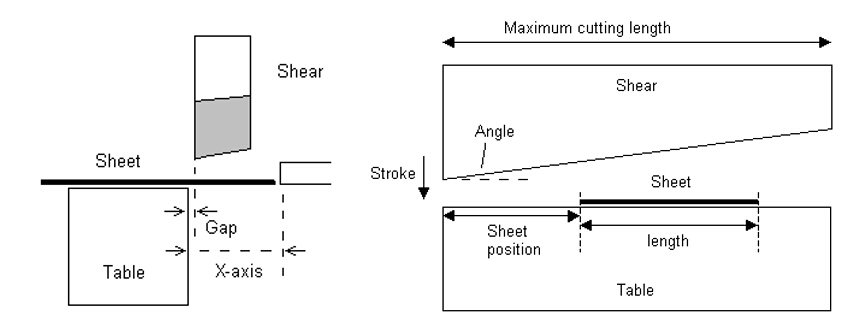 Shear
Sheet
Gap
Table
X-axis
Maximum cutting length
Shear
Angle
Stroke
Sheet
Sheet
position
length
Table